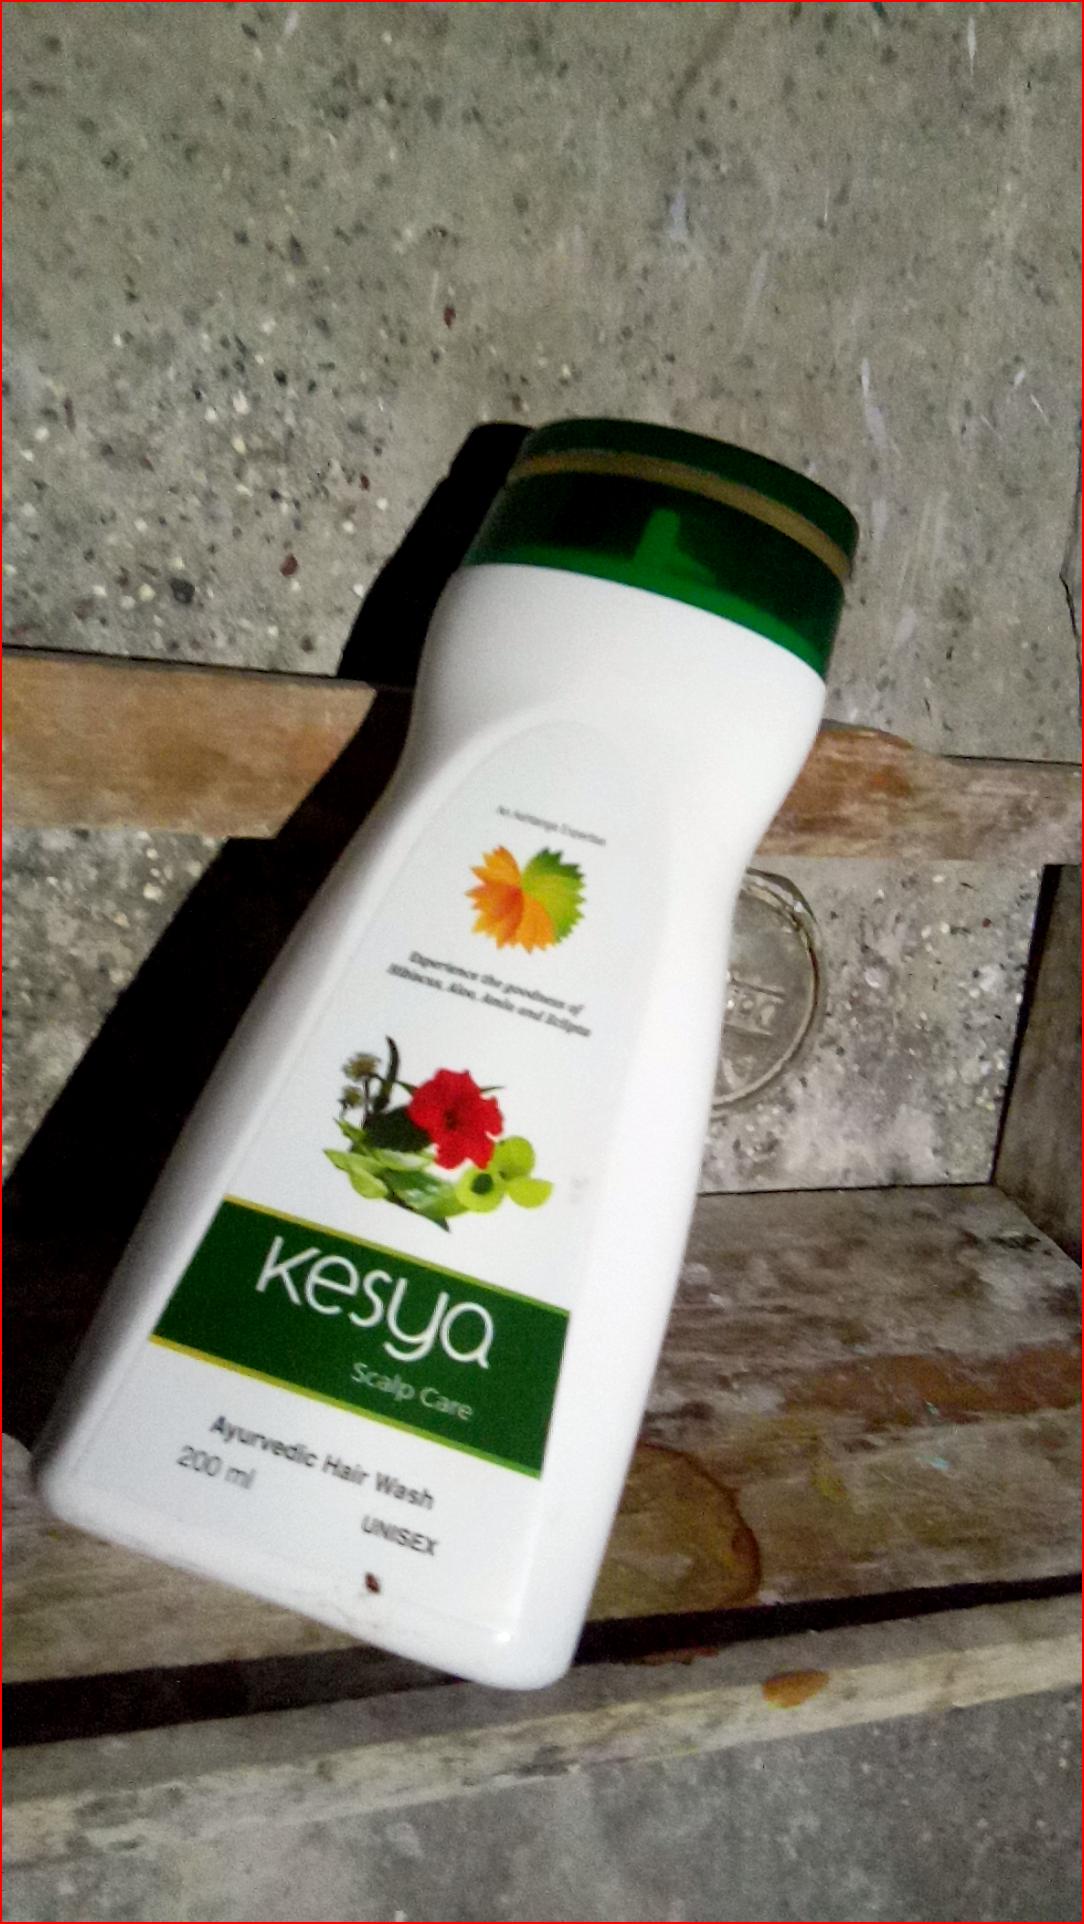 An Ashtanga Expertise
Experience the goodness of
Hibiscus, Aloe, Amla and Eclipta
Kesya
Scalp Care
Ayurvedic Hair Wash
200 ml
UNISEX